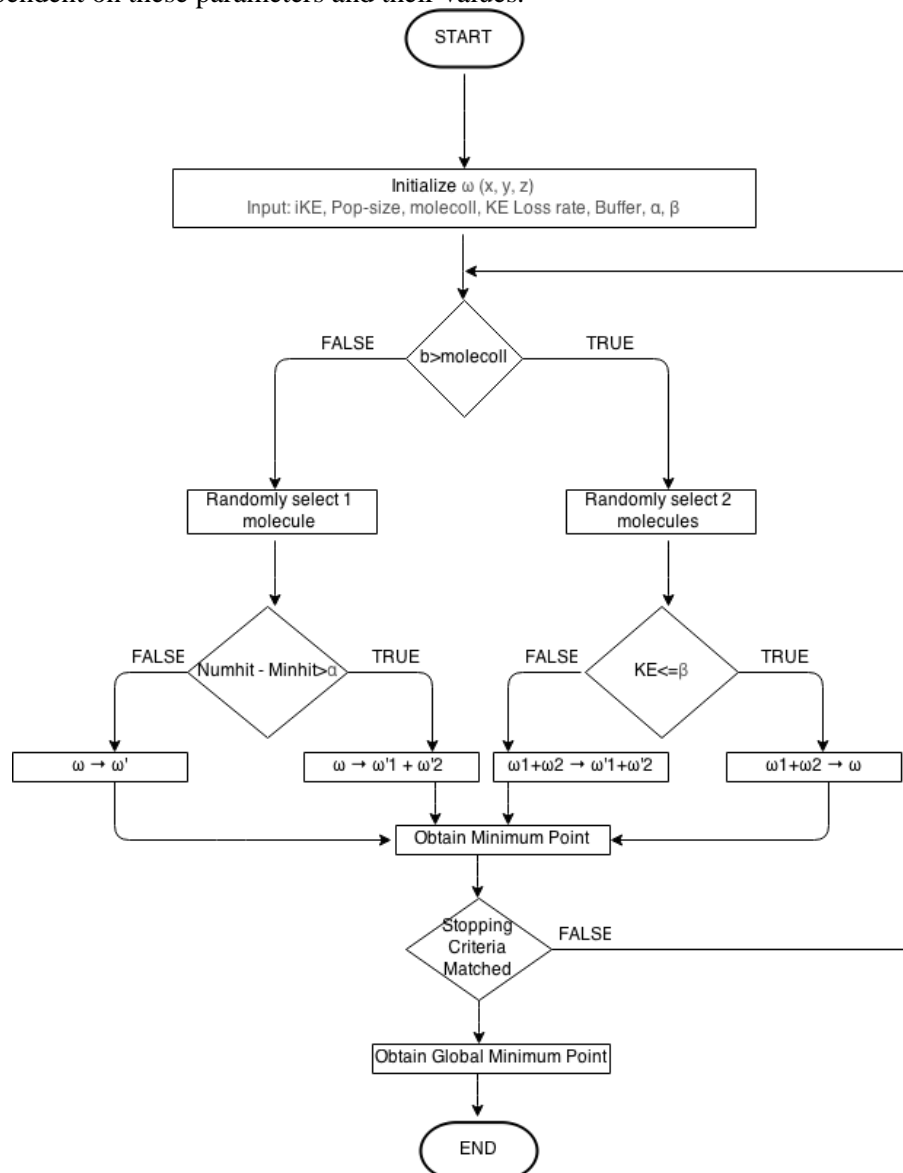 pendent on these parameters and their values.
START
Initialize ω (x, y, z)
Input: iKE, Pop-size, molecoll, KE Loss rate, Buffer, α, β
b>molecoll
FALSE
TRUE
Randomly select 1
molecule
Randomly select 2
molecules
Numhit - Minhit>α
FALSE
TRUE
KE<=β
FALSE
TRUE
ω → ω'
ω → ω'1 + ω'2
ω1+ω2 → ω'1+ω'2
ω1+ω2 → ω
Obtain Minimum Point
Stopping
Criteria
Matched
FALSE
Obtain Global Minimum Point
END